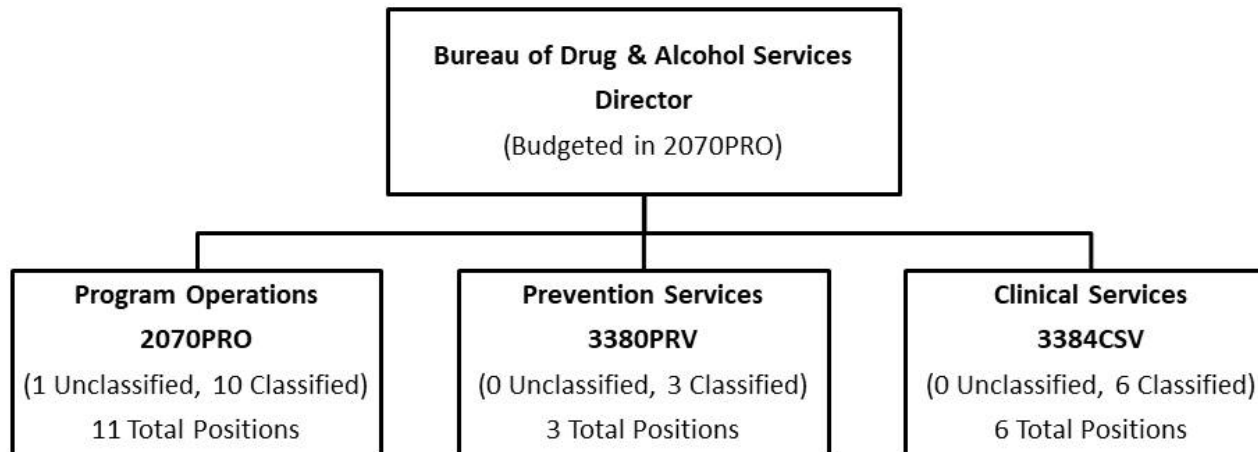 Bureau of Drug & Alcohol Services
Director
(Budgeted in 2070PRO)
Program Operations
2070PRO
(1 Unclassified, 10 Classified)
11 Total Positions
Prevention Services
3380PRV
(0 Unclassified, 3 Classified)
3 Total Positions
Clinical Services
3384CSV
(0 Unclassified, 6 Classified)
6 Total Positions